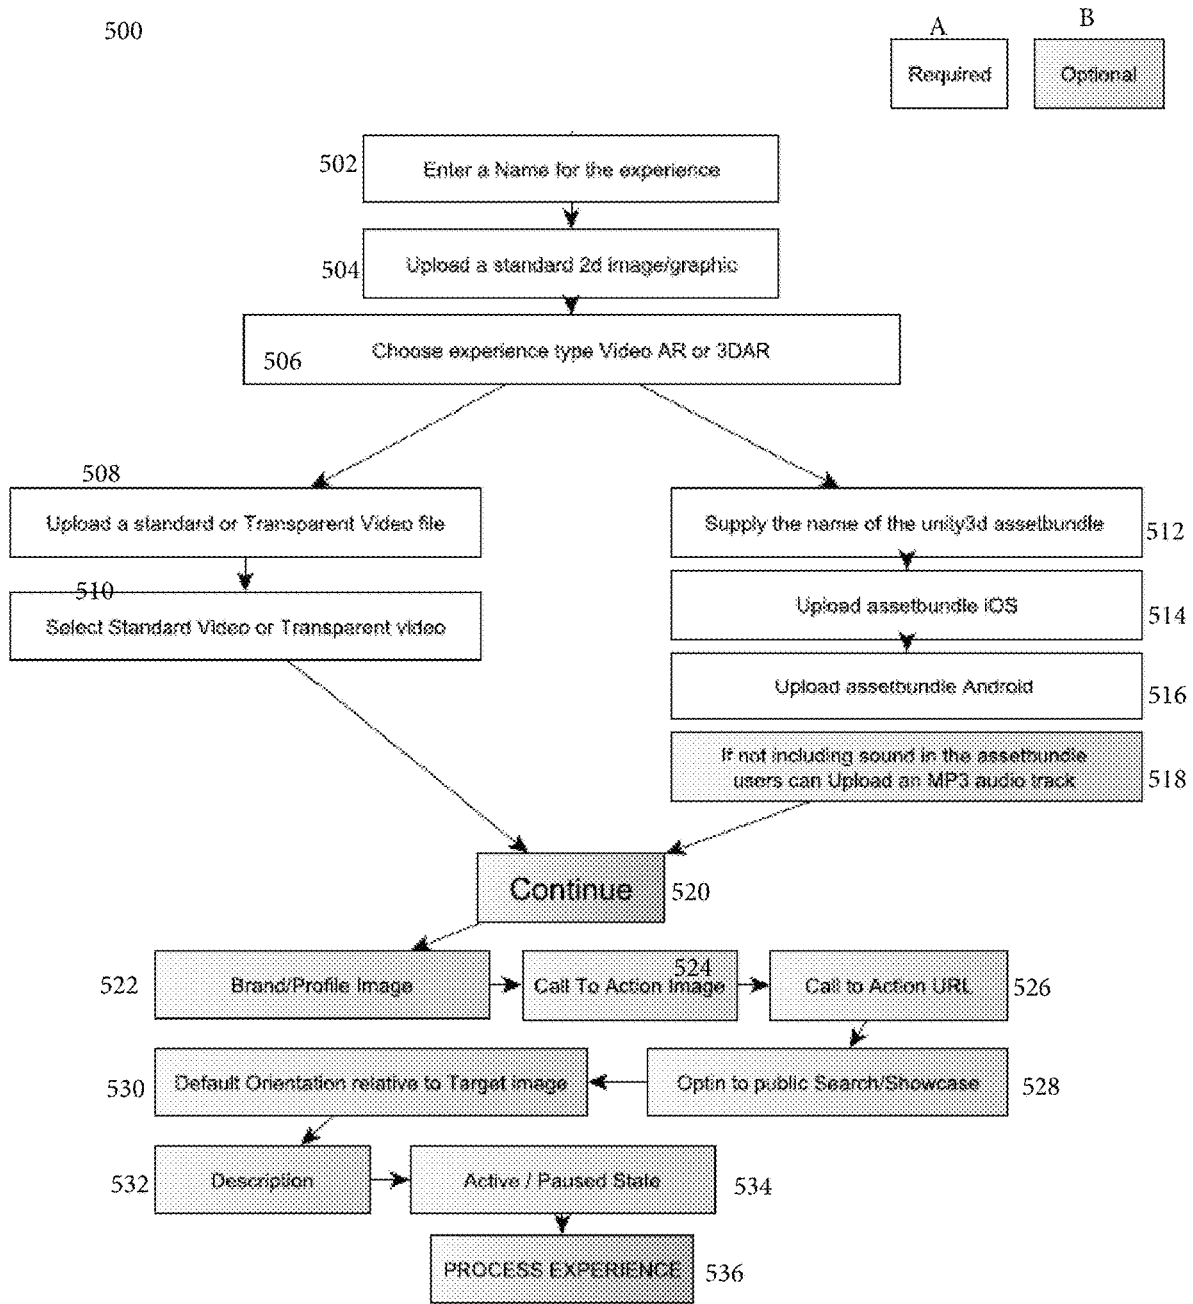 500
A
B
Required
Optional
502
Enter a Name for the experience
504
Upload a standard 2d image/graphic
506
Choose experience type Video AR or 3DAR
508
Upload a standard or Transparent Video file
510
Select Standard Video or Transparent video
Supply the name of the unity3d assetbundle
512
Upload assetbundle iOS
514
Upload assetbundle Android
516
If not including sound in the assetbundle
users can Upload an MP3 audio track
518
Continue
520
522
Brand/Profile Image
524
Call To Action Image
Call to Action URL
526
530
Default Orientation relative to Target image
Optin to public Search/Showcase
528
532
Description
Active / Paused State
534
PROCESS EXPERIENCE
536